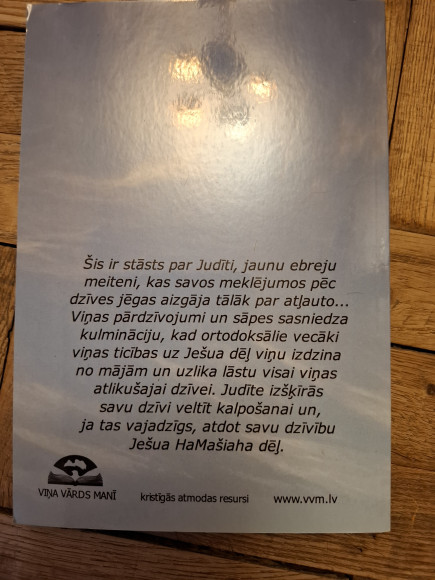 Šis ir stāsts par Judīti, jaunu ebreju
meiteni, kas savos meklējumos pēc
dzīves jēgas aizgāja tālāk par atļauto...
Viņas pārdzīvojumi un sāpes sasniedza
kulmināciju, kad ortodoksālie vecāki
viņas ticības uz Ješua dēļ viņu izdzina
no mājām un uzlika lāstu visai viņas
atlikušajai dzīvei. Judīte izšķīrās
savu dzīvi veltīt kalpošanai un,
ja tas vajadzīgs, atdot savu dzīvību
Ješua HaMašiaha dēļ.
VIŅA VĀRDS MANĪ
kristīgās atmodas resursi
www.vvm.lv